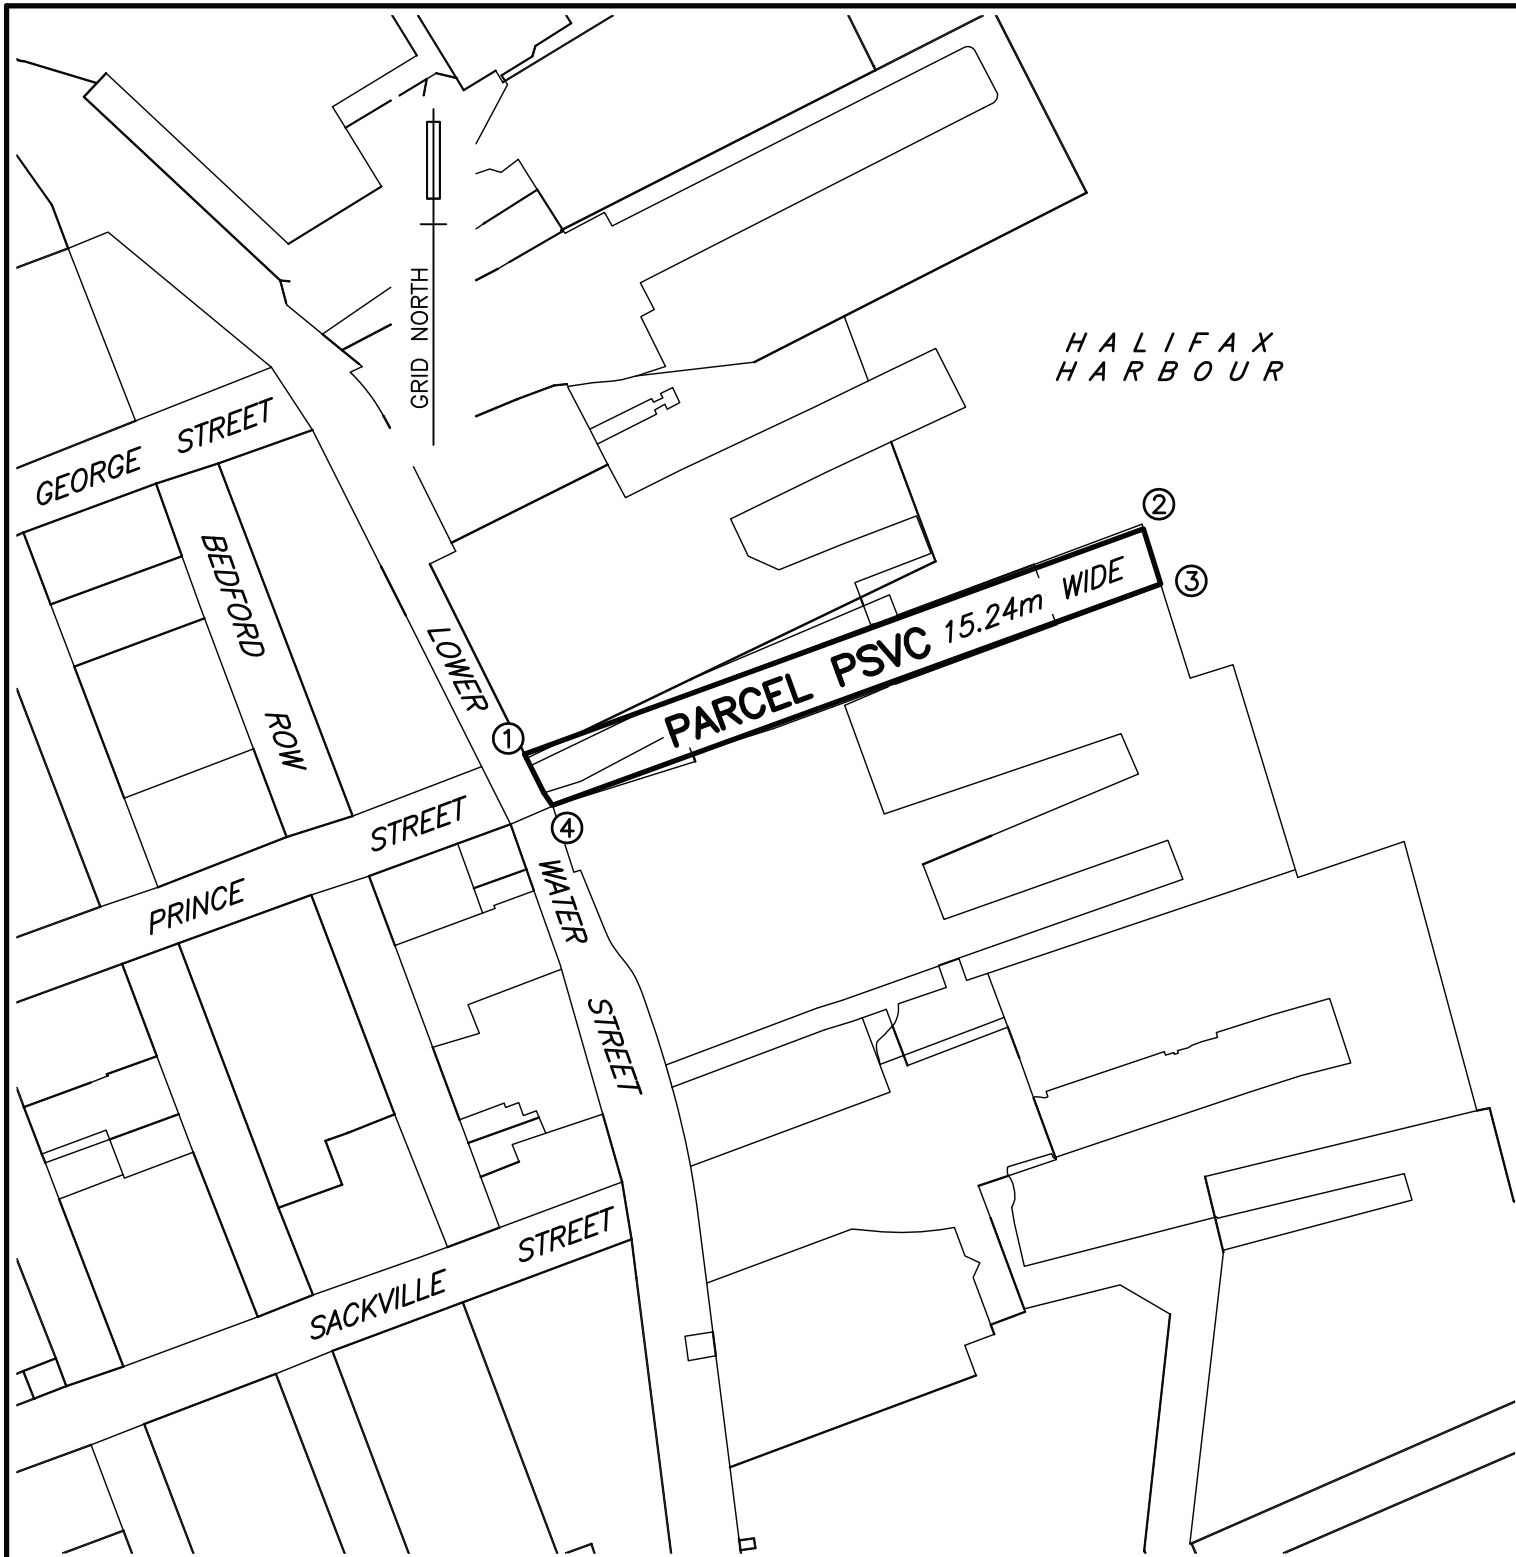 GRID NORTH
HALIFAX
HARBOUR
GEORGE STREET
BEDFORD ROW
LOWER WATER STREET
②
③
PARCEL PSVC 15.24m WIDE
①
④
PRINCE STREET
SACKVILLE STREET